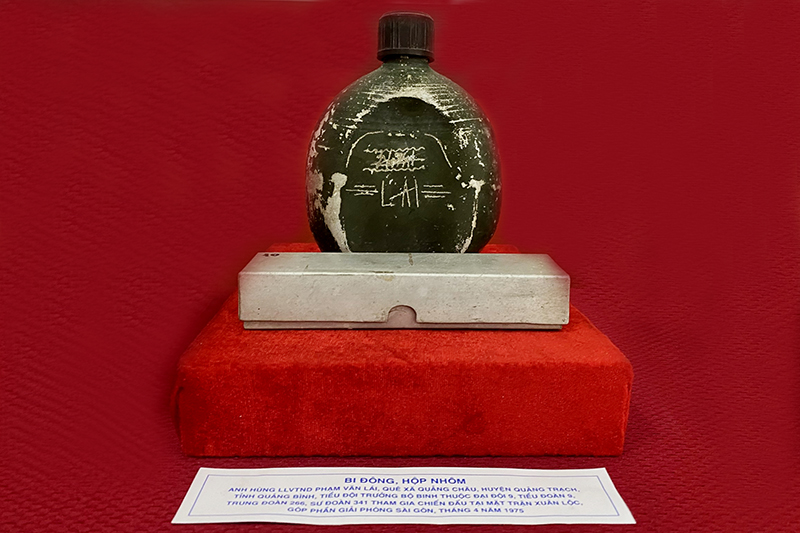 LAI
BI ĐÔNG, HỘP NHÔM
ANH HÙNG LLVTND PHẠM VĂN LÁI, QUÊ XÃ QUẢNG CHÂU, HUYỆN QUẢNG TRẠCH,
TỈNH QUẢNG BÌNH, TIỂU ĐỘI TRƯỞNG BỘ BINH THUỘC ĐẠI ĐỘI 9, TIỂU ĐOÀN 9,
TRUNG ĐOÀN 266, SƯ ĐOÀN 341 THAM GIA CHIẾN ĐẤU TẠI MẶT TRẬN XUÂN LỘC,
GÓP PHẦN GIẢI PHÓNG SÀI GÒN, THÁNG 4 NĂM 1975